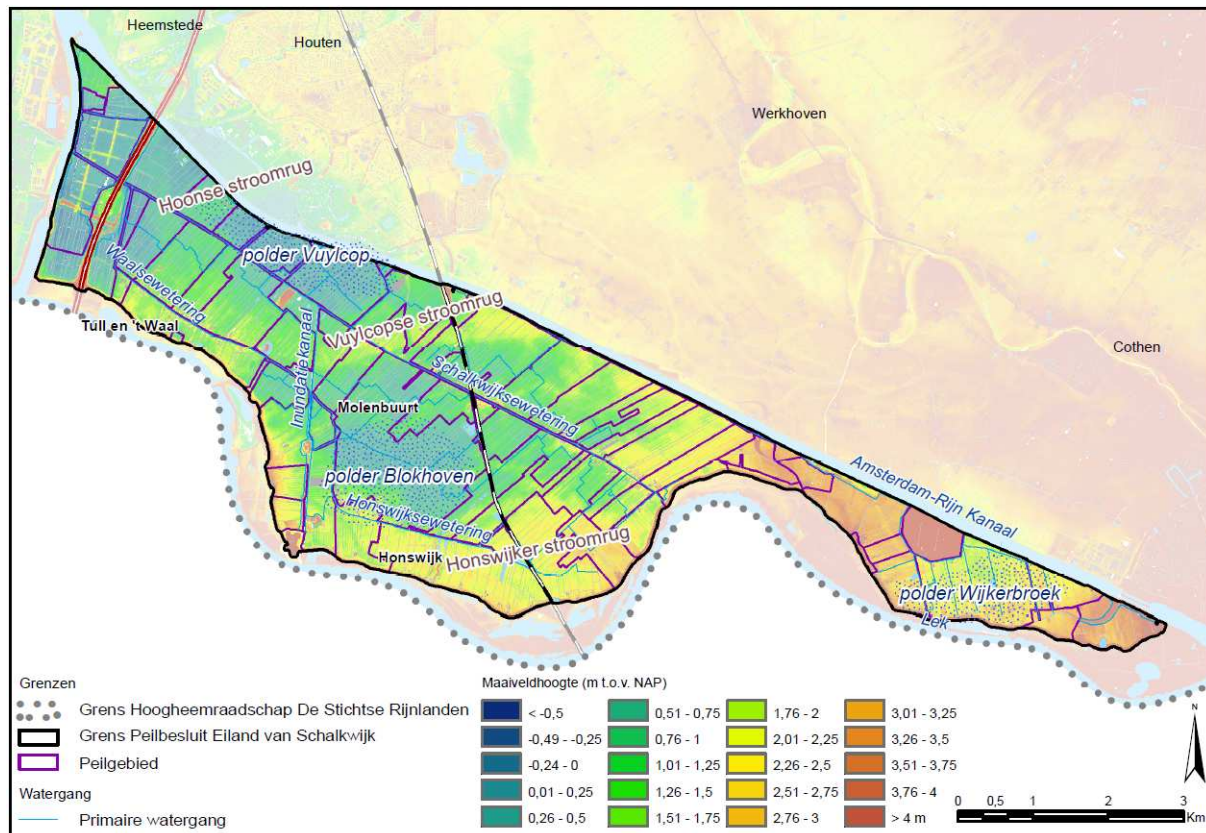 Heemstede
Houten
Werkhoven
Hoonse stroomrug
polder Vuylcop
Waalsewetering
Tull en 't Waal
Vuylcopse stroomrug
Inundatiekanaal
Schalkwijksewetering
Cothen
Molenbuurt
polder Blokhoven
Amsterdam-Rijn Kanaal
Honswijksewetering
Honswijk
Honswijker stroomrug
polder Wijkerbroek
Lek
Grenzen
Grens Hoogheemraadschap De Stichtse Rijnlanden
Grens Peilbesluit Eiland van Schalkwijk
Peilgebied
Watergang
Primaire watergang
Maaiveldhoogte (m t.o.v. NAP)
< -0,5
-0,49 - -0,25
-0,24 - 0
0,01 - 0,25
0,26 - 0,5
0,51 - 0,75
0,76 - 1
1,01 - 1,25
1,26 - 1,5
1,51 - 1,75
1,76 - 2
2,01 - 2,25
2,26 - 2,5
2,51 - 2,75
2,76 - 3
3,01 - 3,25
3,26 - 3,5
3,51 - 3,75
3,76 - 4
> 4 m
N
0 0,5 1 2 3
Km